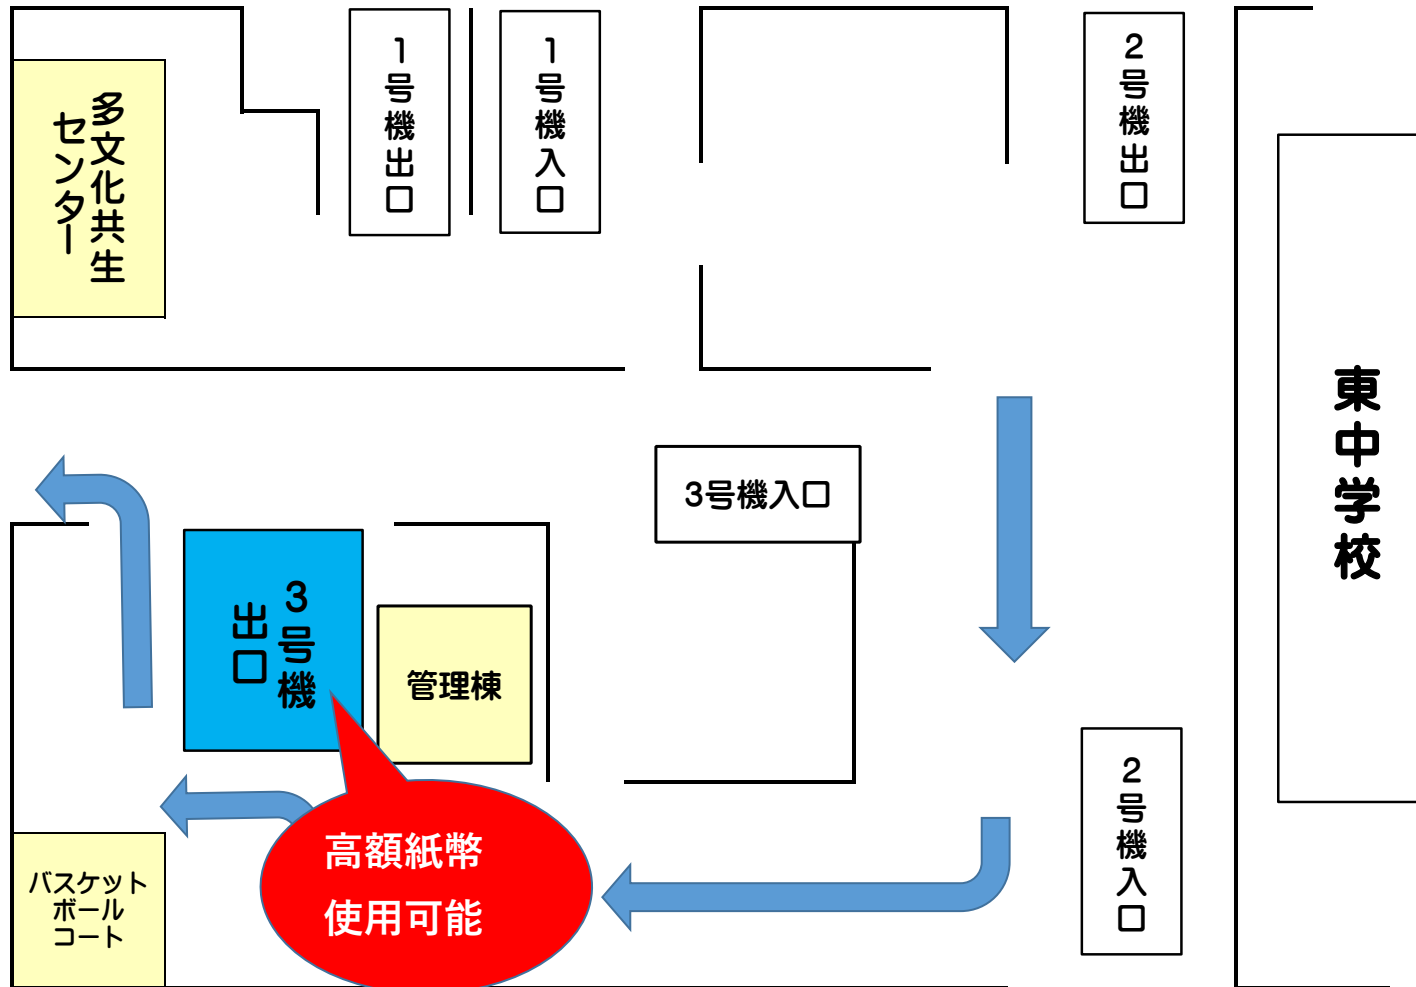 多文化共生
センター
1号機出口
1号機入口
2号機出口
東中学校
3号機入口
3号機
出口
管理棟
高額紙幣
使用可能
2号機入口
バスケット
ボール
コート